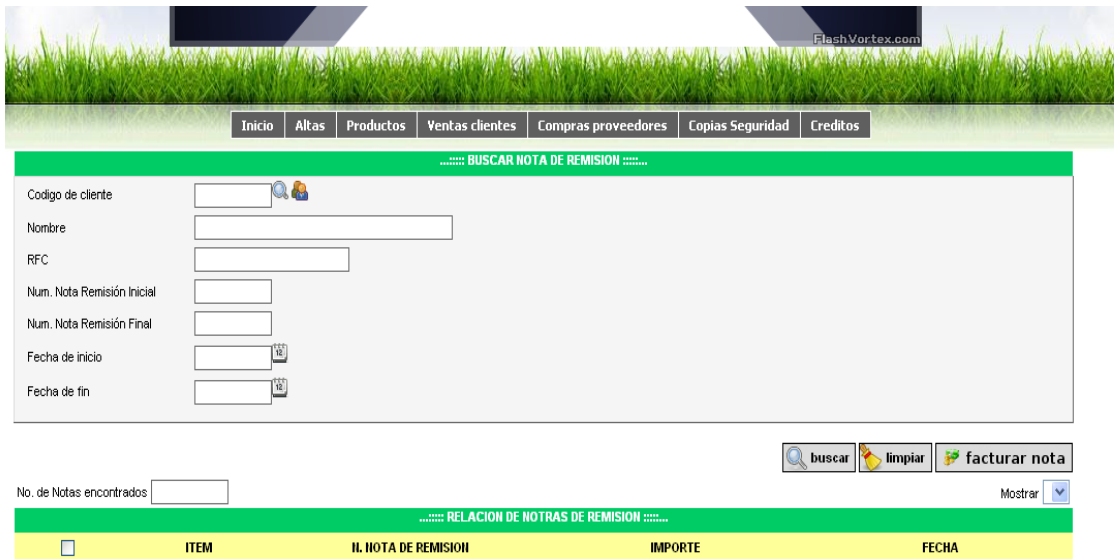 FlashVortex.com
Inicio Altas Productos Ventas clientes Compras proveedores Copias Seguridad Creditos
...::::: BUSCAR NOTA DE REMISION :::::...
Codigo de cliente
Nombre
RFC
Num. Nota Remisión Inicial
Num. Nota Remisión Final
Fecha de inicio 12
Fecha de fin 12
buscar limpiar facturar nota
No. de Notas encontrados Mostrar
...::::: RELACION DE NOTRAS DE REMISION :::::...
ITEM N. NOTA DE REMISION IMPORTE FECHA